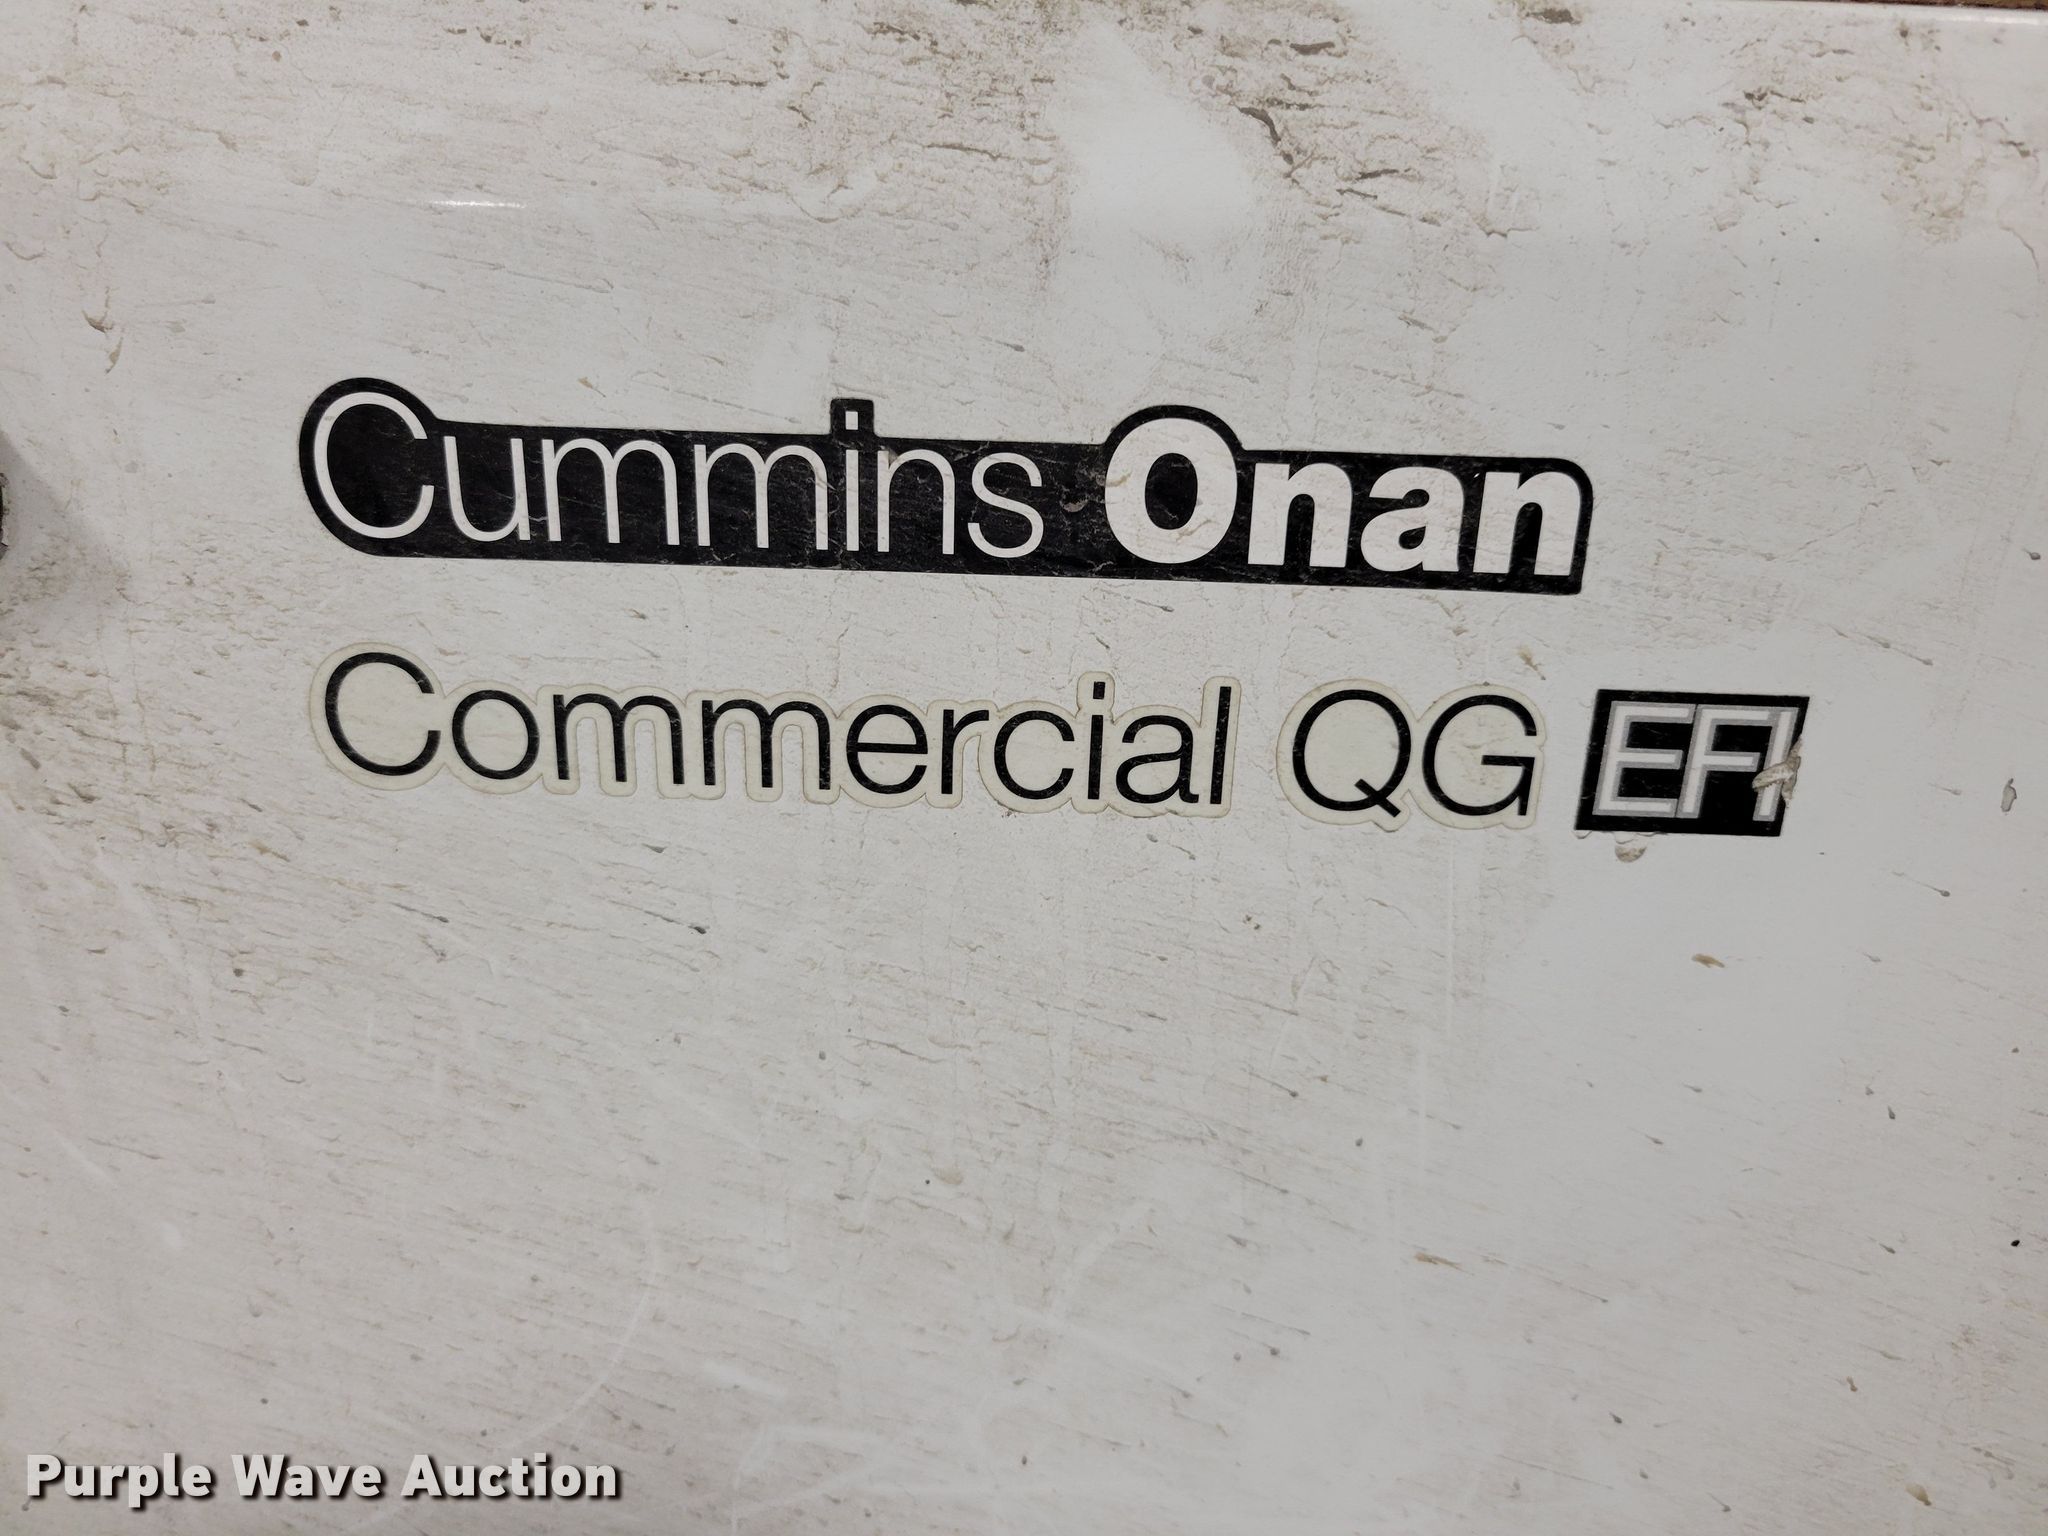 Cummins Onan
Commercial QG EFI
Purple Wave Auction